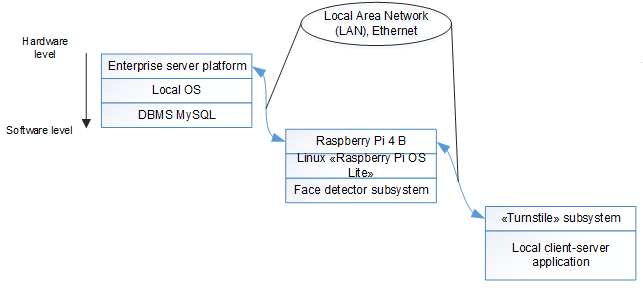 Local Area Network
(LAN), Ethernet
Hardware
level
Enterprise server platform
Local OS
DBMS MySQL
Software level
Raspberry Pi 4 B
Linux «Raspberry Pi OS
Lite»
Face detector subsystem
«Turnstile» subsystem
Local client-server
application